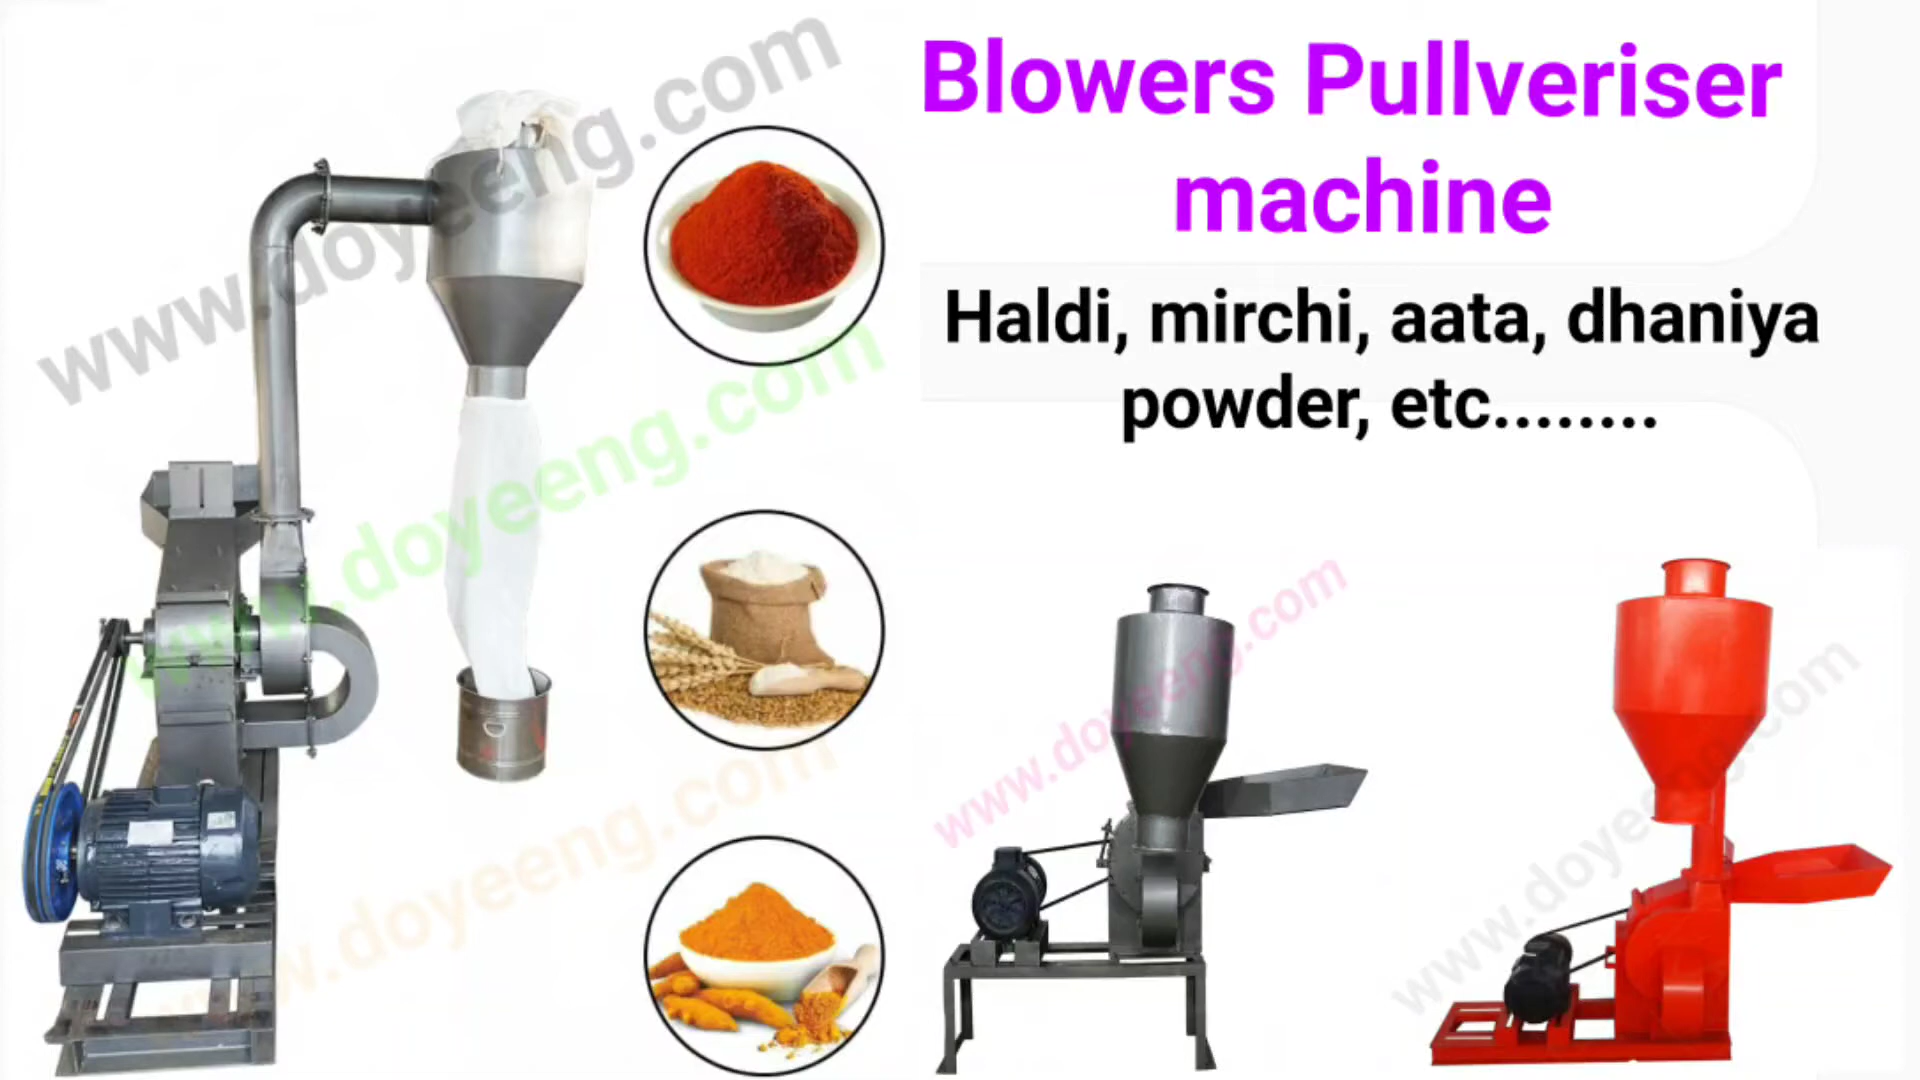 www.doyeeng.com
Blowers Pullveriser
machine
Haldi, mirchi, aata, dhaniya
powder, etc........
www.doyeeng.com
www.doyeeng.com
www.doyeeng.com
www.doyeeng.com